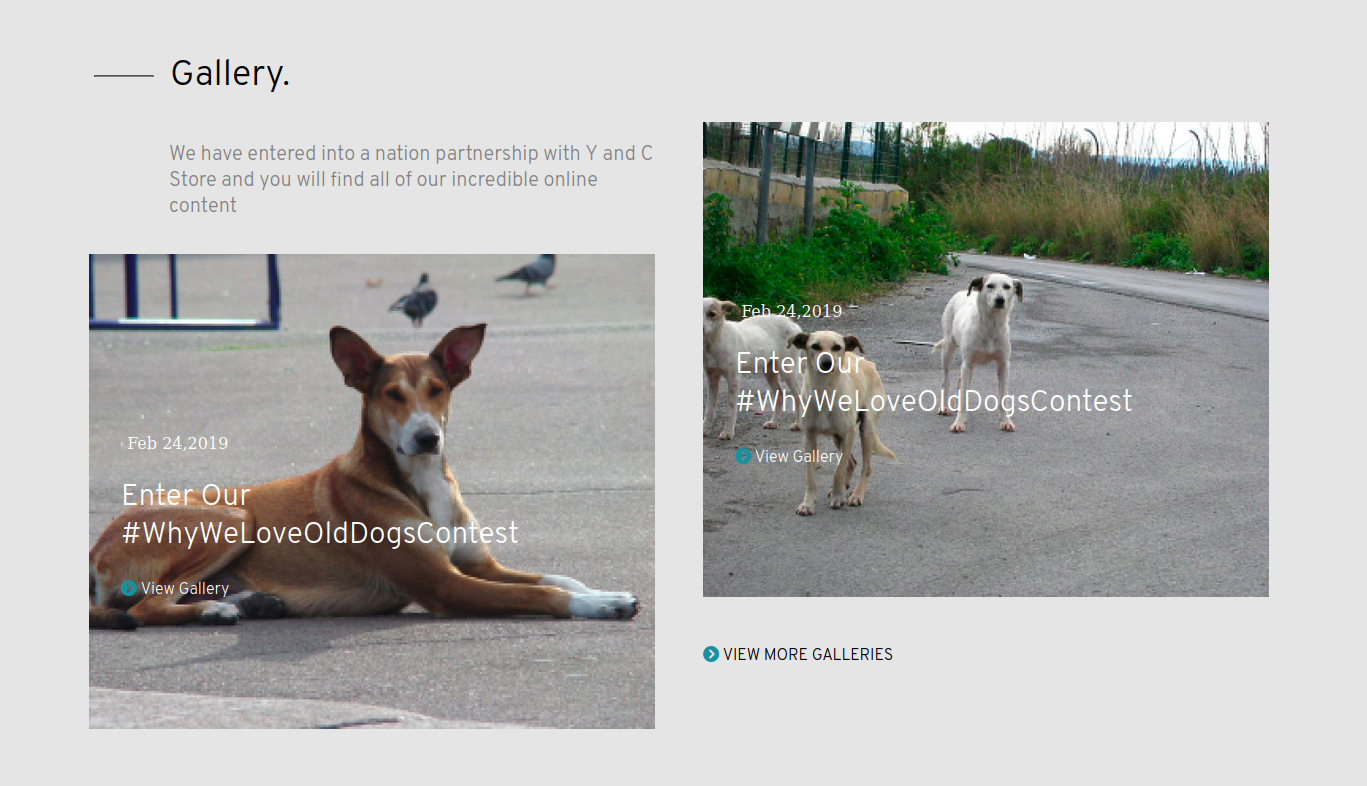 Gallery.
We have entered into a nation partnership with Y and C
Store and you will find all of our incredible online
content
Feb 24,2019
Enter Our
#WhyWeLoveOldDogsContest
View Gallery
Feb 24,2019
Enter Our
#WhyWeLoveOldDogsContest
View Gallery
VIEW MORE GALLERIES